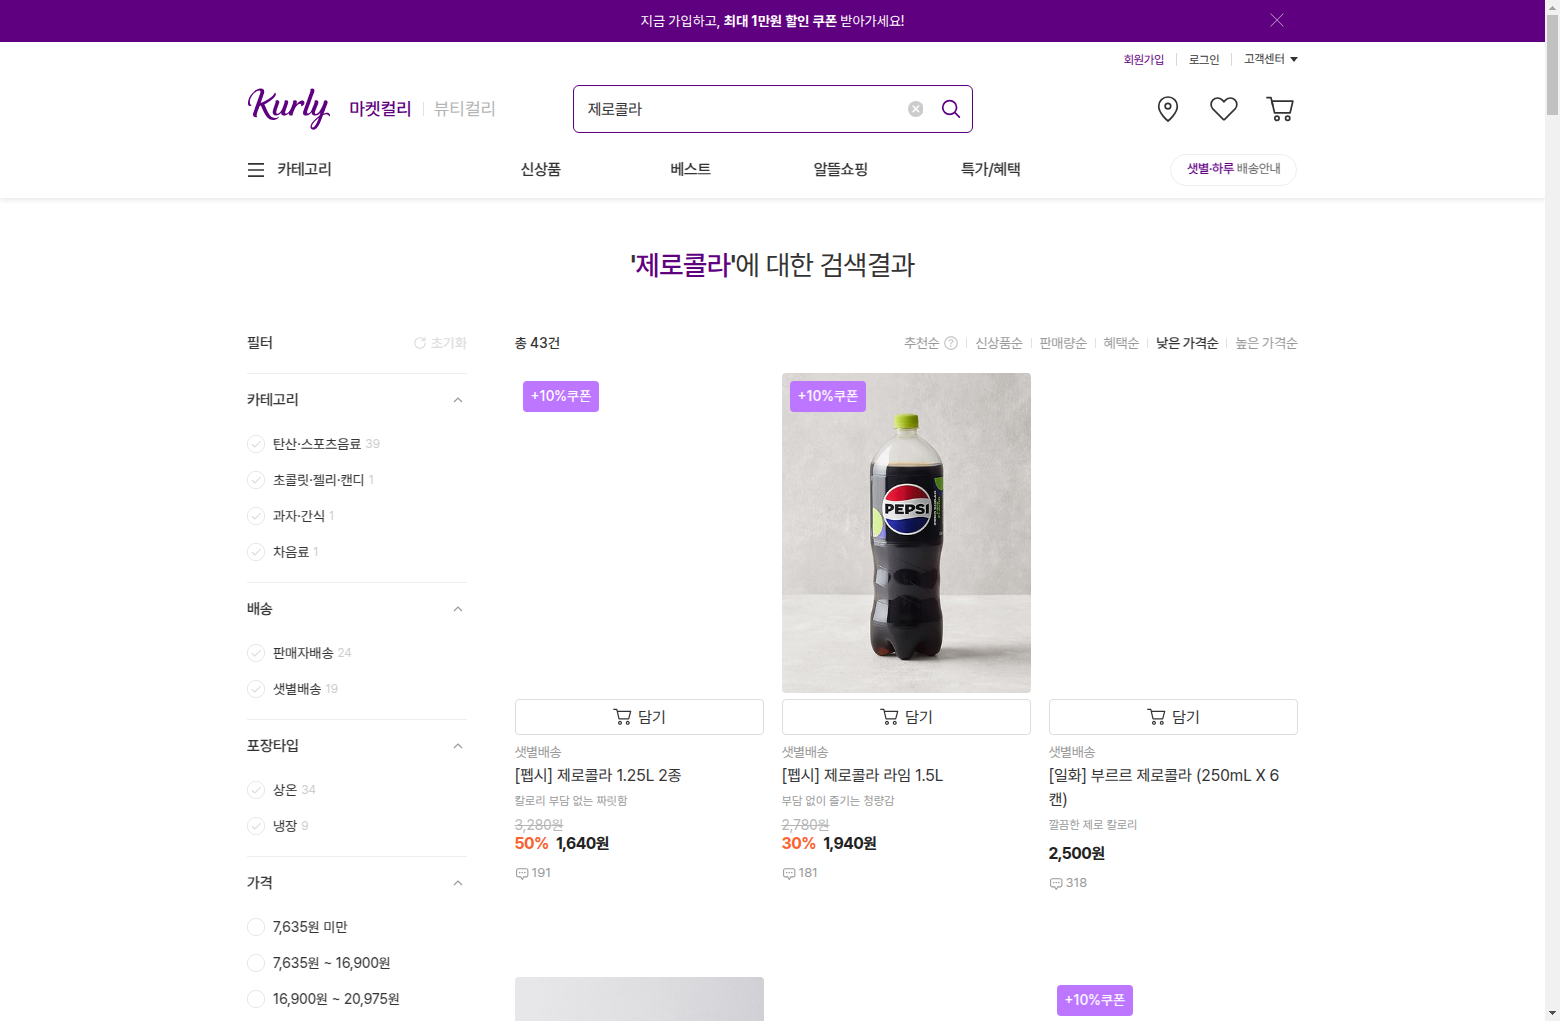 지금 가입하고, 최대 1만원 할인 쿠폰 받아가세요!
회원가입
로그인
고객센터
Kurly
마켓컬리
뷰티컬리
제로콜라
카테고리
신상품
베스트
알뜰쇼핑
특가/혜택
샛별·하루 배송안내
'제로콜라'에 대한 검색결과
필터
초기화
총 43건
추천순
신상품순
판매량순
혜택순
낮은 가격순
높은 가격순
카테고리
탄산·스포츠음료 39
초콜릿·젤리·캔디 1
과자·간식 1
차음료 1
배송
판매자배송 24
샛별배송 19
포장타입
상온 34
냉장 9
가격
7,635원 미만
7,635원 ~ 16,900원
16,900원 ~ 20,975원
+10%쿠폰
담기
샛별배송
[펩시] 제로콜라 1.25L 2종
칼로리 부담 없는 짜릿함
3,280원
50% 1,640원
191
+10%쿠폰
PEPSI
담기
샛별배송
[펩시] 제로콜라 라임 1.5L
부담 없이 즐기는 청량감
2,780원
30% 1,940원
181
담기
샛별배송
[일화] 부르르 제로콜라 (250mL X 6
캔)
깔끔한 제로 칼로리
2,500원
318
+10%쿠폰